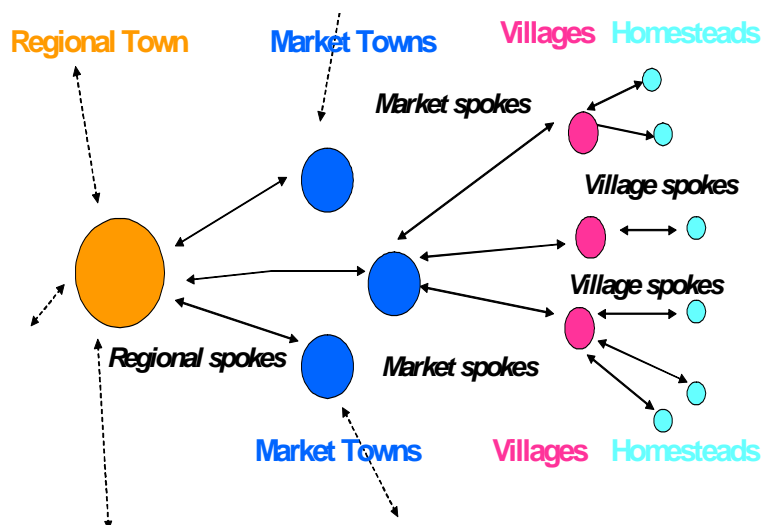 Regional Town
Market Towns
Villages
Homesteads
Market spokes
Village spokes
Village spokes
Regional spokes
Market spokes
Market Towns
Villages
Homesteads